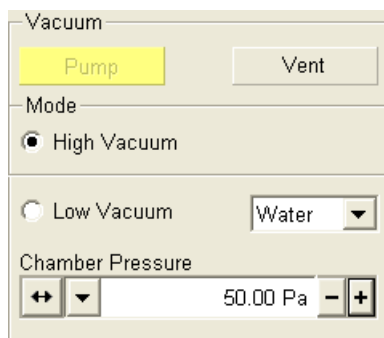 Vacuum
Pump Vent
Mode
High Vacuum
Low Vacuum Water
Chamber Pressure
50.00 Pa - +